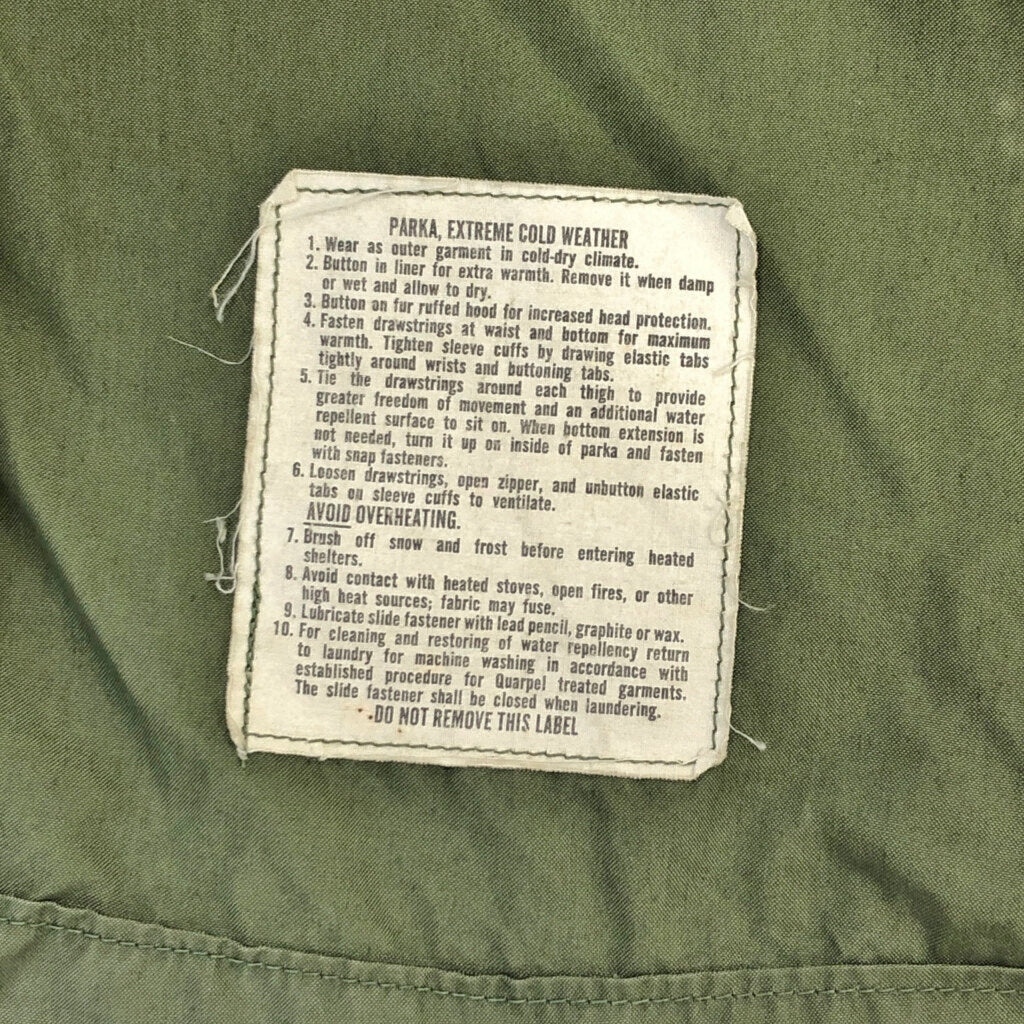 PARKA, EXTREME COLD WEATHER
1. Wear as outer garment in cold-dry climate.
2. Button in liner for extra warmth. Remove it when damp
or wet and allow to dry.
3. Button on fur ruffed hood for increased head protection.
4. Fasten drawstrings at waist and bottom for maximum
warmth. Tighten sleeve cuffs by drawing elastic tabs
tightly around wrists and buttoning tabs.
5. Tie the drawstrings around each thigh to provide
greater freedom of movement and an additional water
repellent surface to sit on. When bottom extension is
not needed, turn it up on inside of parka and fasten
with snap fasteners.
6. Loosen drawstrings, open zipper, and unbutton elastic
tabs on sleeve cuffs to ventilate.
AVOID OVERHEATING.
7. Brush off snow and frost before entering heated
shelters.
8. Avoid contact with heated stoves, open fires, or other
high heat sources; fabric may fuse.
9. Lubricate slide fastener with lead pencil, graphite or wax.
10. For cleaning and restoring of water repellency return
to laundry for machine washing in accordance with
established procedure for Quarpel treated garments.
The slide fastener shall be closed when laundering.
DO NOT REMOVE THIS LABEL